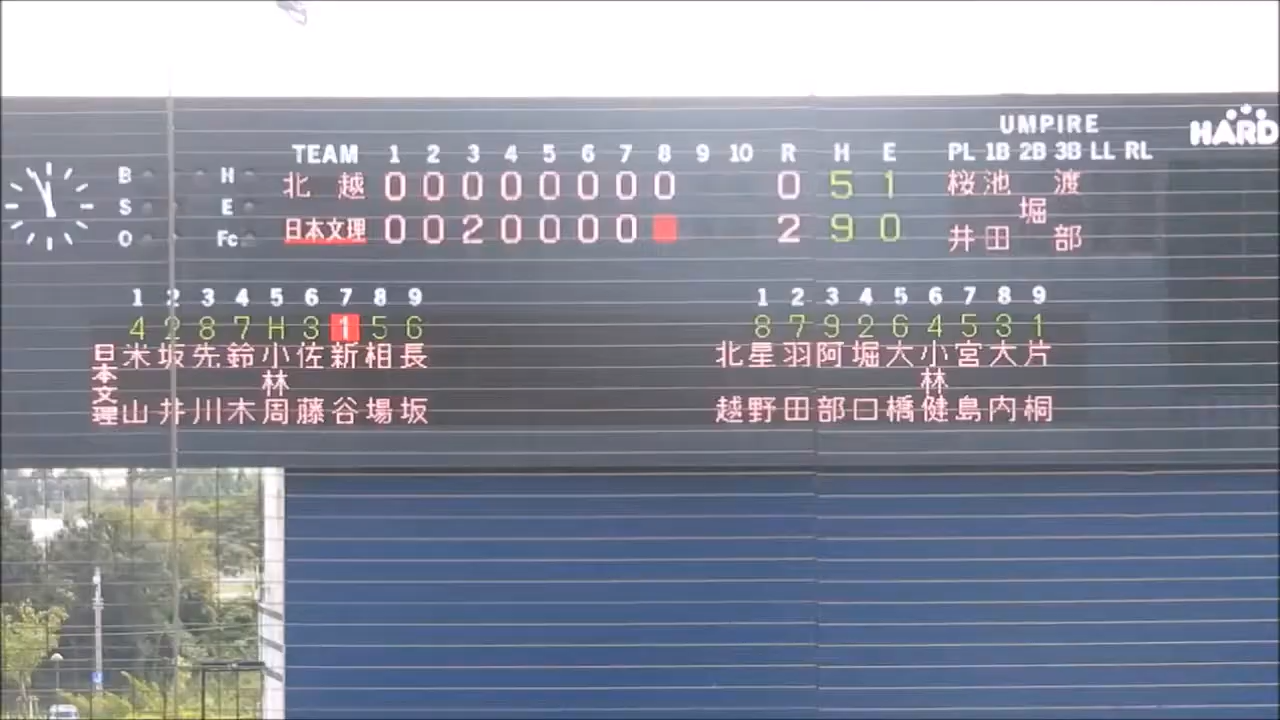 UMPIRE
HARD
TEAM 1 2 3 4 5 6 7 8 9 10 R H E PL 1B 2B 3B LL RL
B H
北越 0 0 0 0 0 0 0 0 0 5 1 桜井 池田 堀 渡部
S E
日本文理 0 0 2 0 0 0 0 2 9 0
O Fc
1 2 3 4 5 6 7 8 9
4 2 8 7 H 3 1 5 6
日本文理 米山 坂井 先川 鈴木 小林周 佐藤 新谷 相場 長坂
1 2 3 4 5 6 7 8 9
8 7 9 2 6 4 5 3 1
北越 星野 羽田 阿部 堀口 大橋 小林健 宮島 大内 片桐